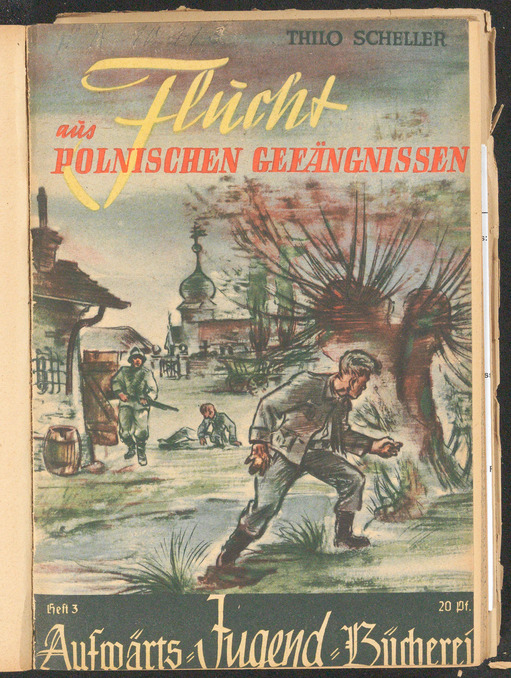 THILO SCHELLER
Flucht
aus
POLNISCHEN GEFÄNGNISSEN
Heft 3
20 Pf.
Aufwärts-Jugend-Bücherei